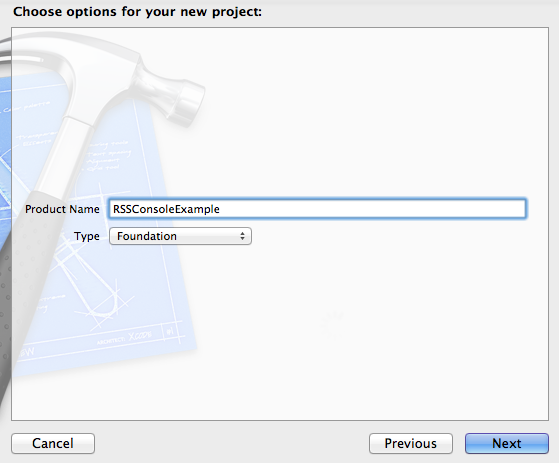 Choose options for your new project:
Product Name RSSConsoleExample
Type Foundation
Cancel Previous Next